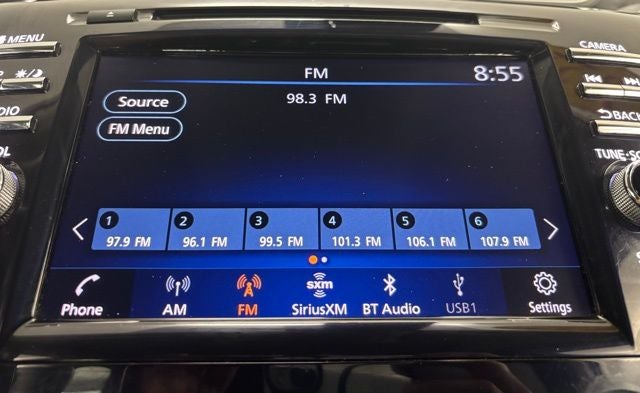 MENU
CAMERA
FM 8:55
Source
98.3 FM
FM Menu
BACK
TUNE·SC
1 2 3 4 5 6
97.9 FM 96.1 FM 99.5 FM 101.3 FM 106.1 FM 107.9 FM
sxm
Phone AM FM SiriusXM BT Audio USB1 Settings